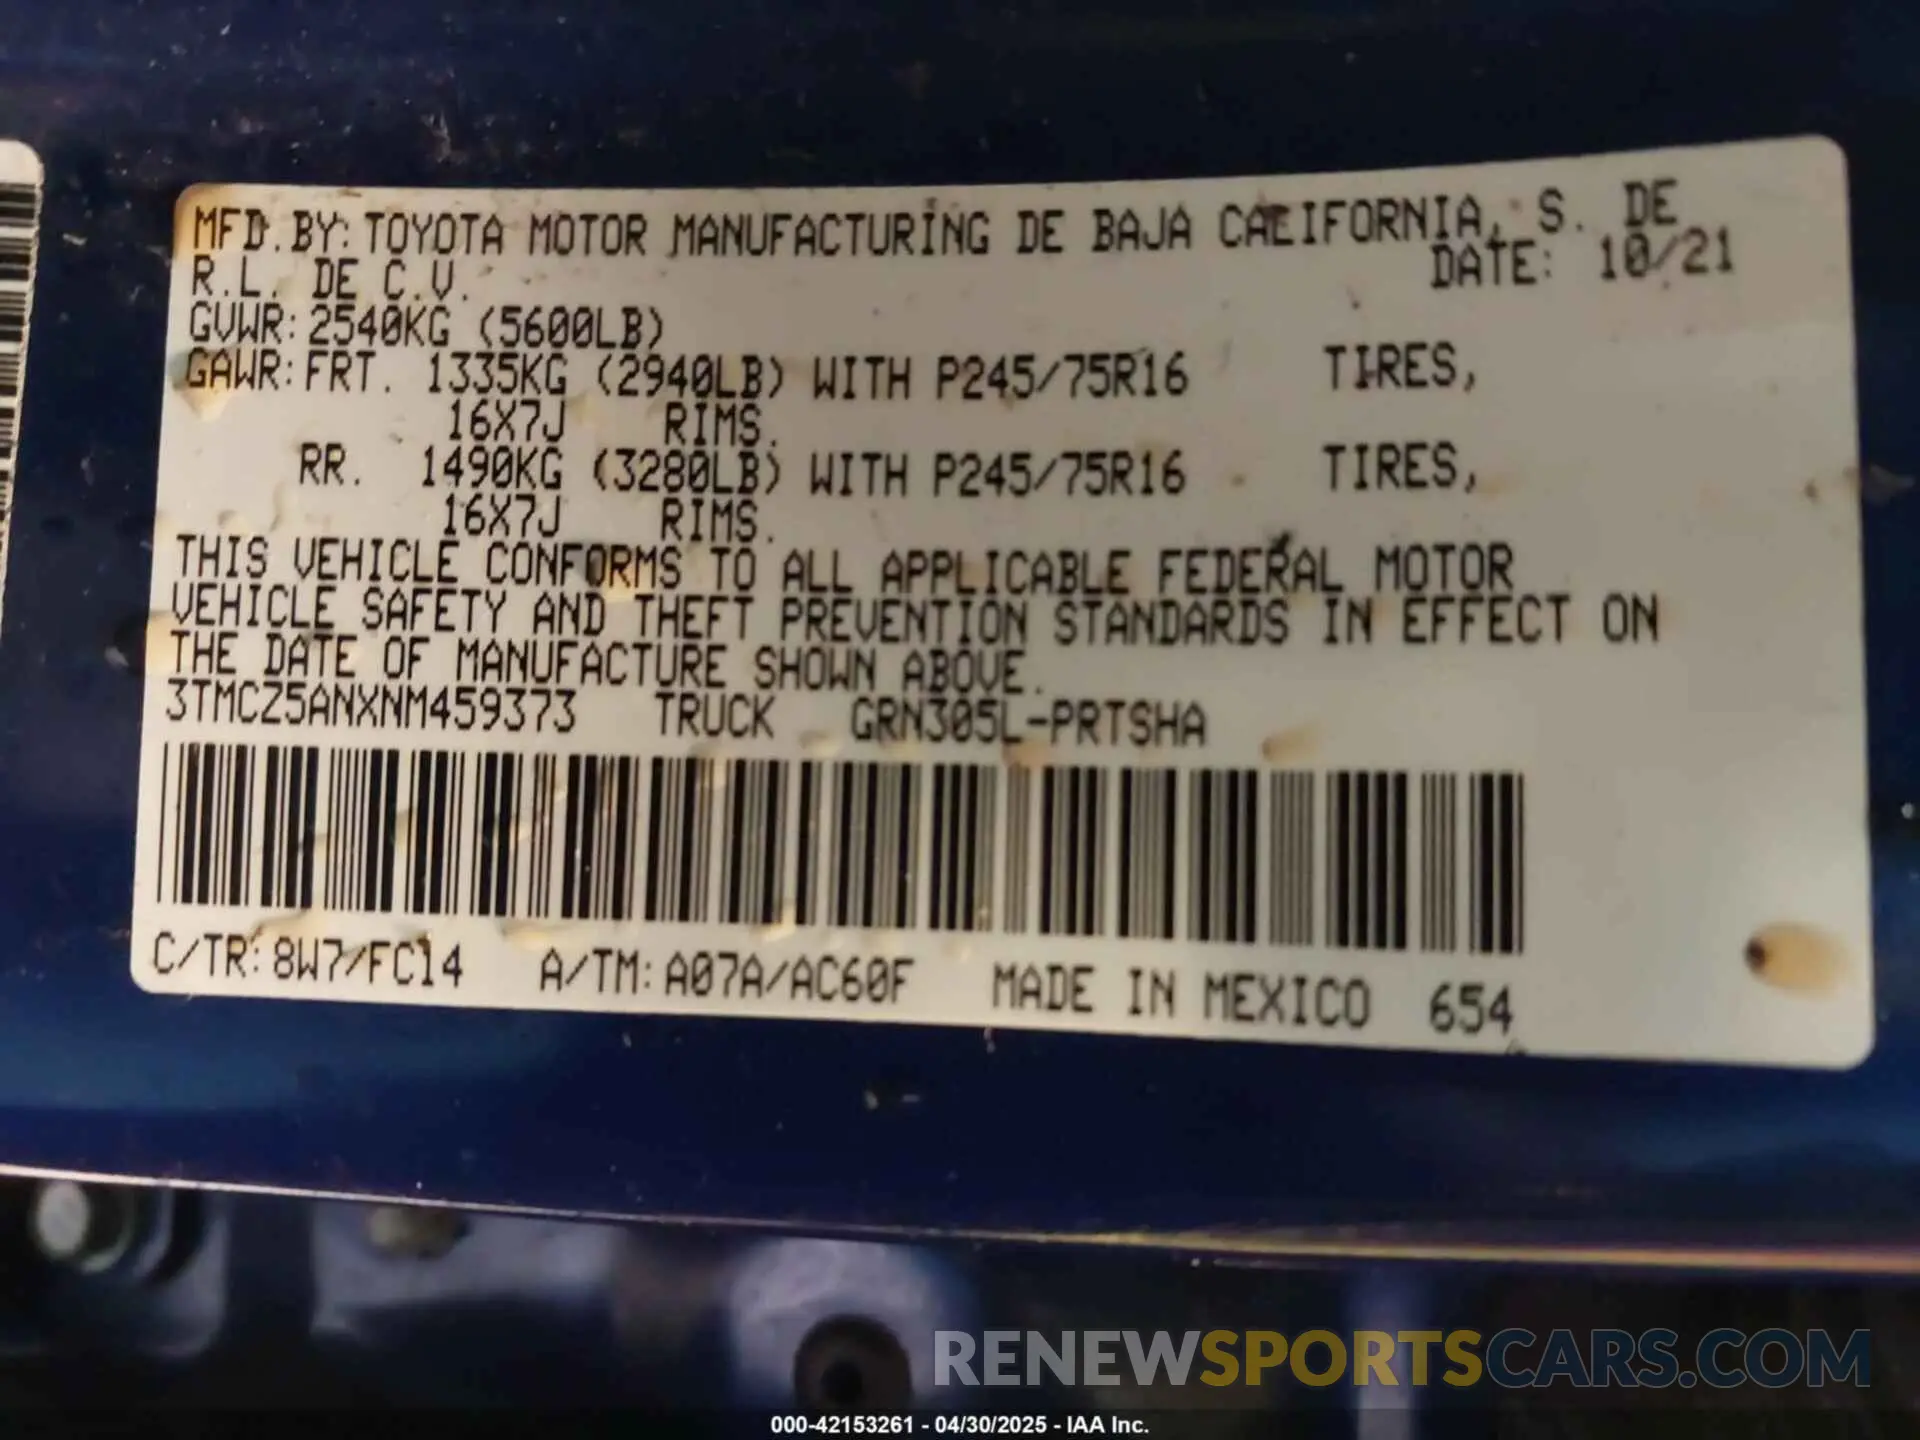 MFD.BY:TOYOTA MOTOR MANUFACTURING DE BAJA CALIFORNIA, S. DE
R.L. DE C.V. DATE: 10/21
GVWR:2540KG (5600LB)
GAWR:FRT. 1335KG (2940LB) WITH P245/75R16 TIRES,
16X7J RIMS.
RR. 1490KG (3280LB) WITH P245/75R16 TIRES,
16X7J RIMS.
THIS VEHICLE CONFORMS TO ALL APPLICABLE FEDERAL MOTOR
VEHICLE SAFETY AND THEFT PREVENTION STANDARDS IN EFFECT ON
THE DATE OF MANUFACTURE SHOWN ABOVE.
3TMCZ5ANXNM459373 TRUCK GRN305L-PRTSHA
C/TR:8W7/FC14 A/TM:A07A/AC60F MADE IN MEXICO 654
RENEWSPORTSCARS.COM
000-42153261 - 04/30/2025 - IAA Inc.